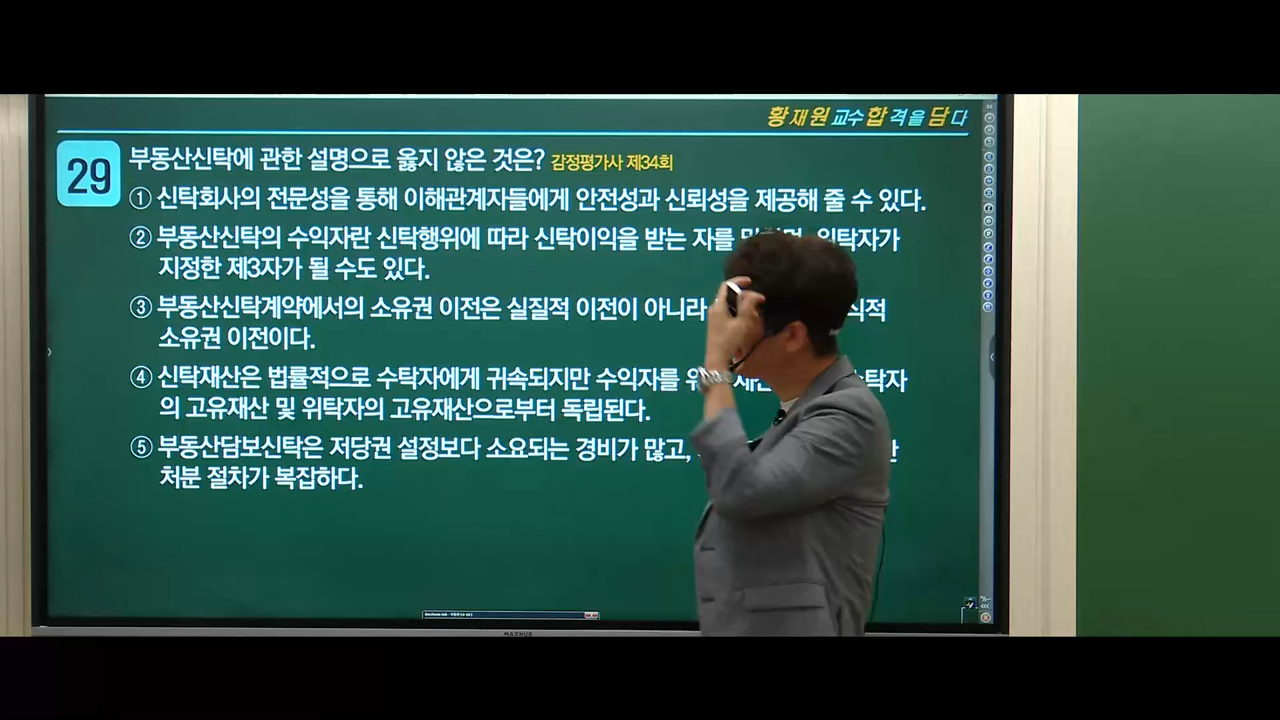 황재원 교수 합격을 담다
29
부동산신탁에 관한 설명으로 옳지 않은 것은? 감정평가사 제34회
① 신탁회사의 전문성을 통해 이해관계자들에게 안전성과 신뢰성을 제공해 줄 수 있다.
② 부동산신탁의 수익자란 신탁행위에 따라 신탁이익을 받는 자를 위탁자가
지정한 제3자가 될 수도 있다.
③ 부동산신탁계약에서의 소유권 이전은 실질적 이전이 아니라
소유권 이전이다.
④ 신탁재산은 법률적으로 수탁자에게 귀속되지만 수익자를
의 고유재산 및 위탁자의 고유재산으로부터 독립된다.
⑤ 부동산담보신탁은 저당권 설정보다 소요되는 경비가 많고,
처분 절차가 복잡하다.
MAXHUB